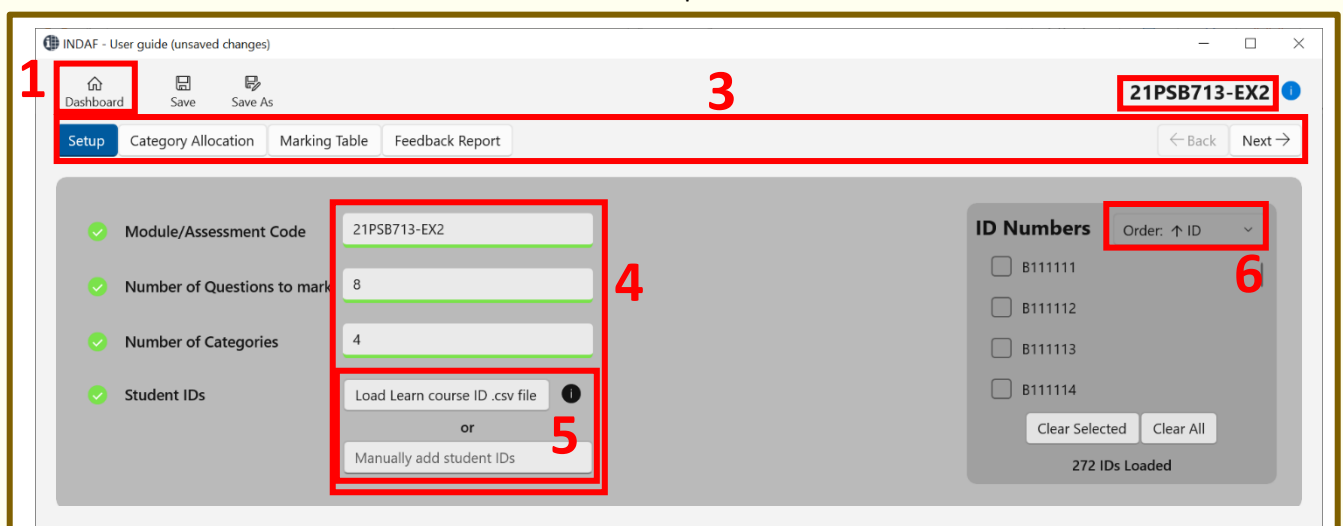 INDAF - User guide (unsaved changes)
1
Dashboard Save Save As
3
21PSB713-EX2
Setup Category Allocation Marking Table Feedback Report
←Back Next→
Module/Assessment Code 21PSB713-EX2
Number of Questions to mark 8
Number of Categories 4
4
Student IDs Load Learn course ID .csv file
or
5
Manually add student IDs
ID Numbers Order: ↑ ID
6
B111111
B111112
B111113
B111114
Clear Selected Clear All
272 IDs Loaded